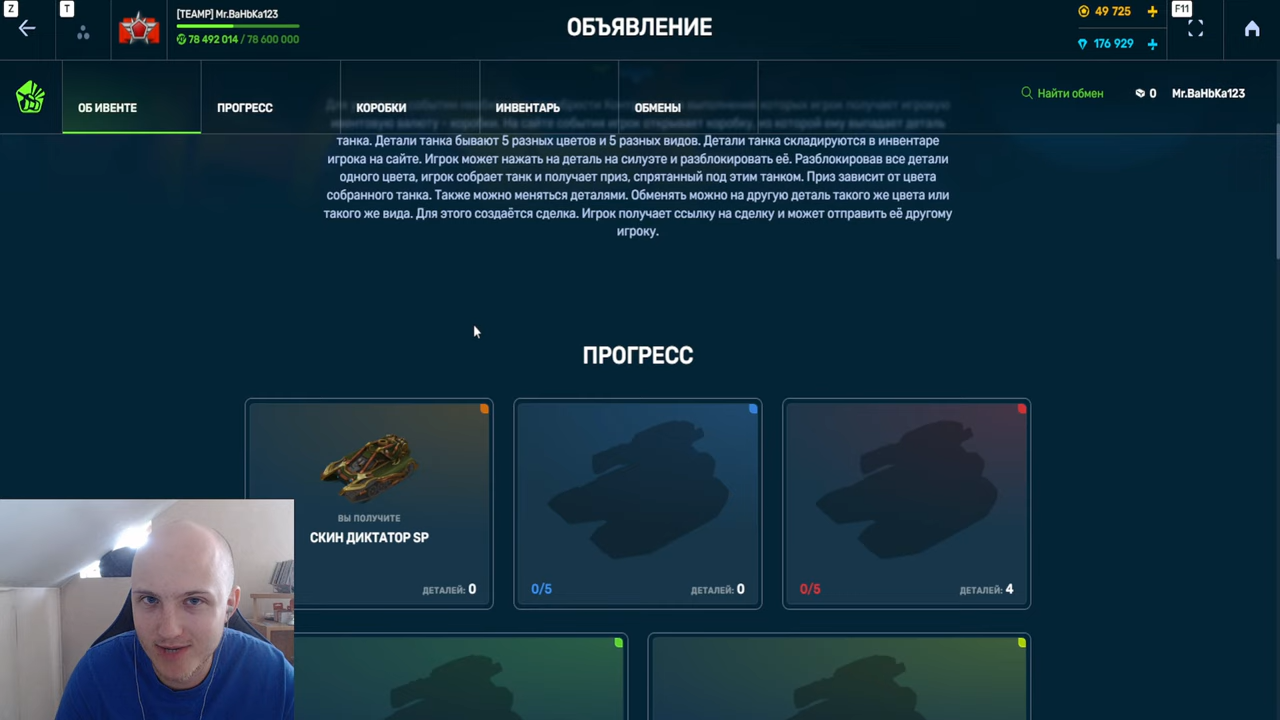 Z
T
[TEAMP] Mr.BaHbKa123
78 492 014 / 78 600 000
ОБЪЯВЛЕНИЕ
49 725
176 929
F11
ОБ ИВЕНТЕ
ПРОГРЕСС
КОРОБКИ
ИНВЕНТАРЬ
ОБМЕНЫ
Найти обмен
0
Mr.BaHbKa123
танка. Детали танка бывают 5 разных цветов и 5 разных видов. Детали танка складируются в инвентаре
игрока на сайте. Игрок может нажать на деталь на силуэте и разблокировать её. Разблокировав все детали
одного цвета, игрок собрает танк и получает приз, спрятанный под этим танком. Приз зависит от цвета
собранного танка. Также можно меняться деталями. Обменять можно на другую деталь такого же цвета или
такого же вида. Для этого создаётся сделка. Игрок получает ссылку на сделку и может отправить её другому
игроку.
ПРОГРЕСС
ВЫ ПОЛУЧИТЕ
СКИН ДИКТАТОР SP
ДЕТАЛЕЙ: 0
0/5
ДЕТАЛЕЙ: 0
0/5
ДЕТАЛЕЙ: 4